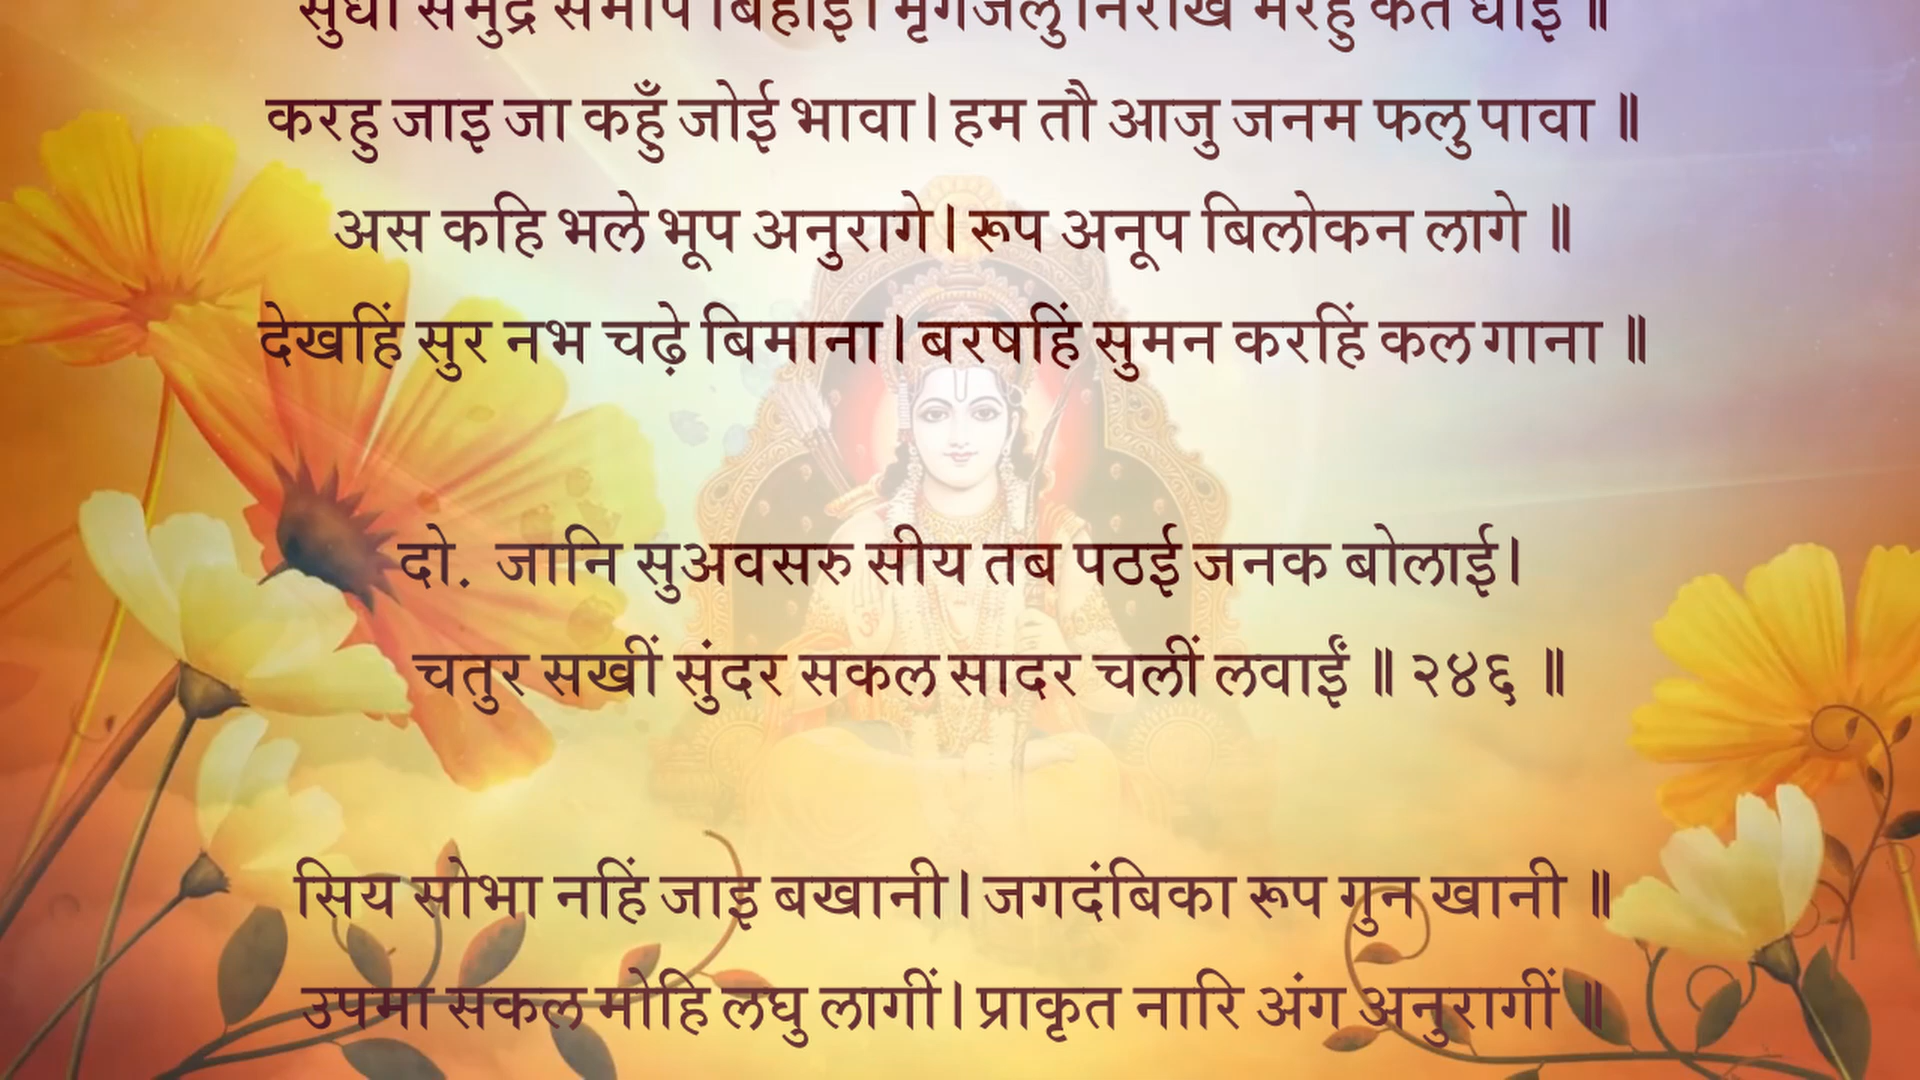 सुधा समुद्र समीप बिहाई। मृगजलु निरखि मरहु कत धाई ॥
करहु जाइ जा कहुँ जोई भावा। हम तौ आजु जनम फलु पावा ॥
अस कहि भले भूप अनुरागे। रूप अनूप बिलोकन लागे ॥
देखहिं सुर नभ चढ़े बिमाना। बरषहिं सुमन करहिं कल गाना ॥
दो. जानि सुअवसरु सीय तब पठई जनक बोलाई।
चतुर सखीं सुंदर सकल सादर चलीं लवाईं ॥ २४६ ॥
सिय सोभा नहिं जाइ बखानी। जगदंबिका रूप गुन खानी ॥
उपमा सकल मोहि लघु लागीं। प्राकृत नारि अंग अनुरागीं ॥